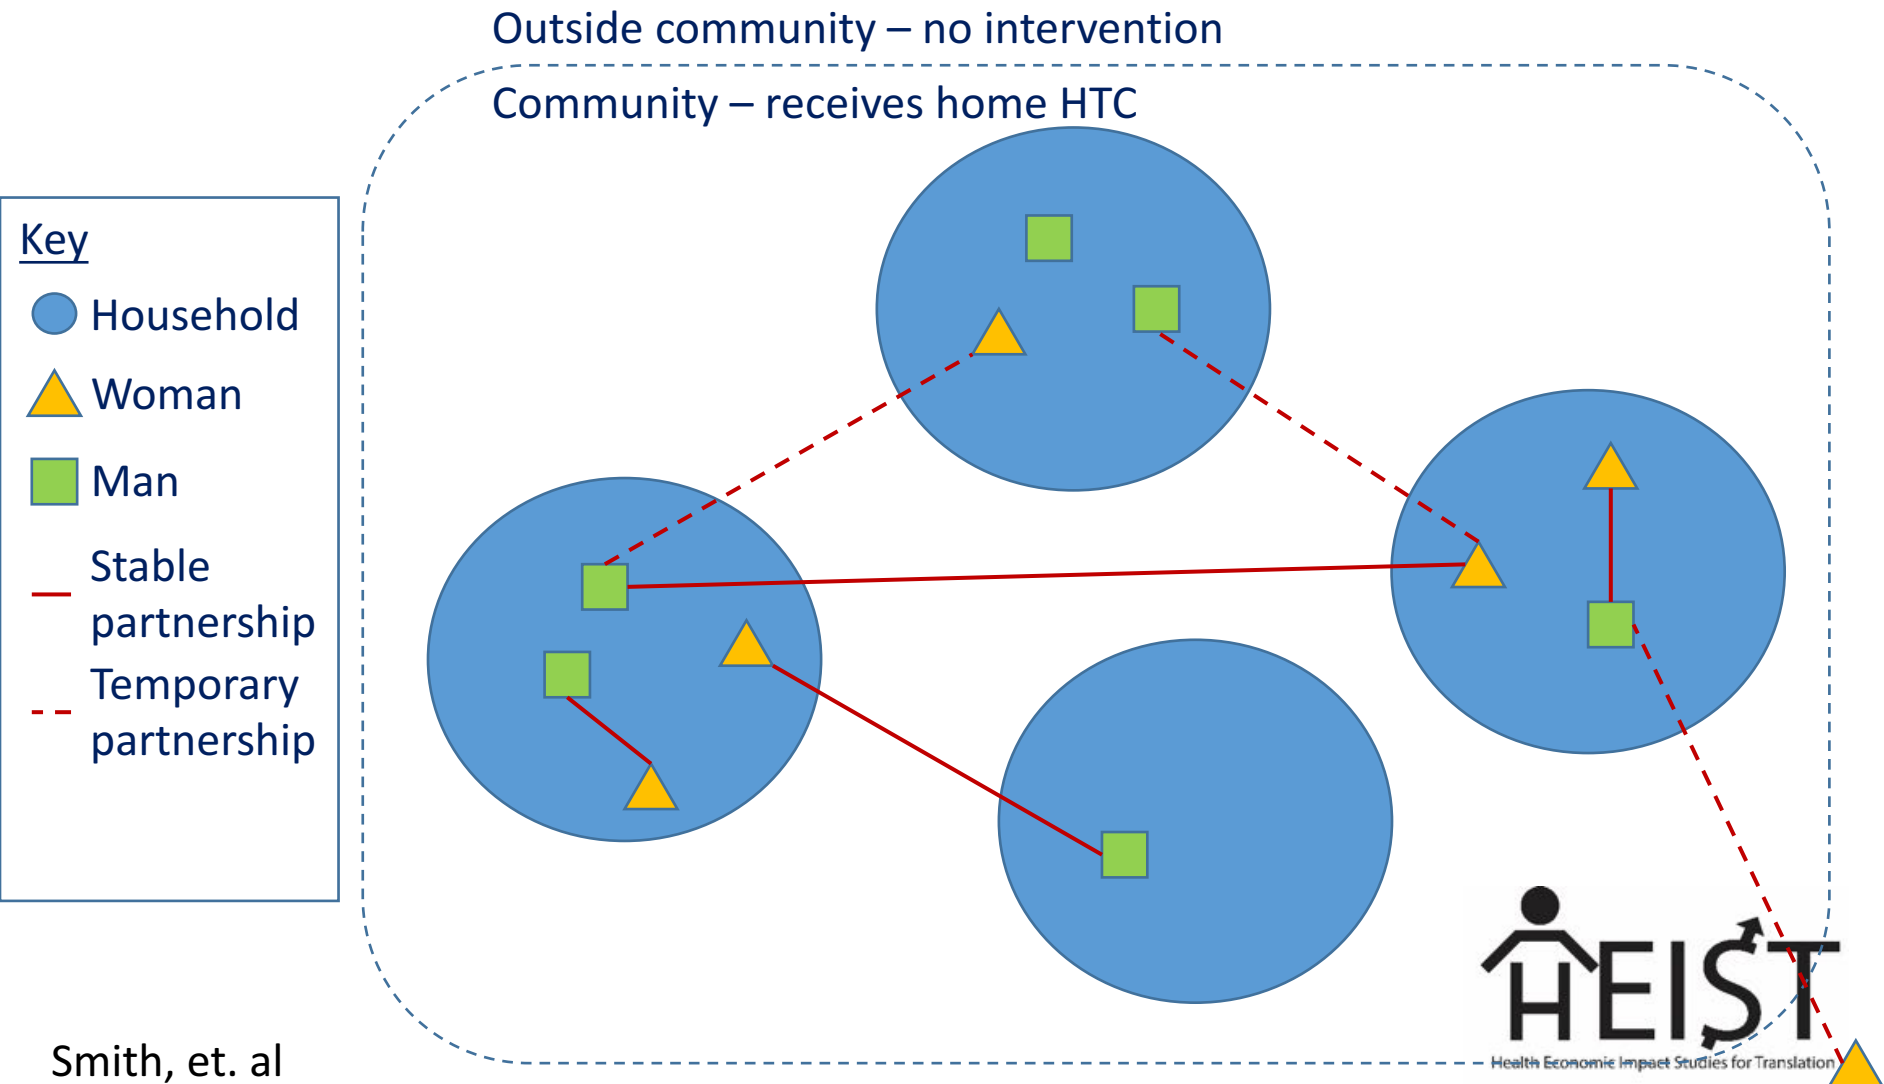 Outside community – no intervention
Community – receives home HTC
Key
Household
Woman
Man
Stable
partnership
Temporary
partnership
HEIST
Health Economic Impact Studies for Translation
Smith, et. al